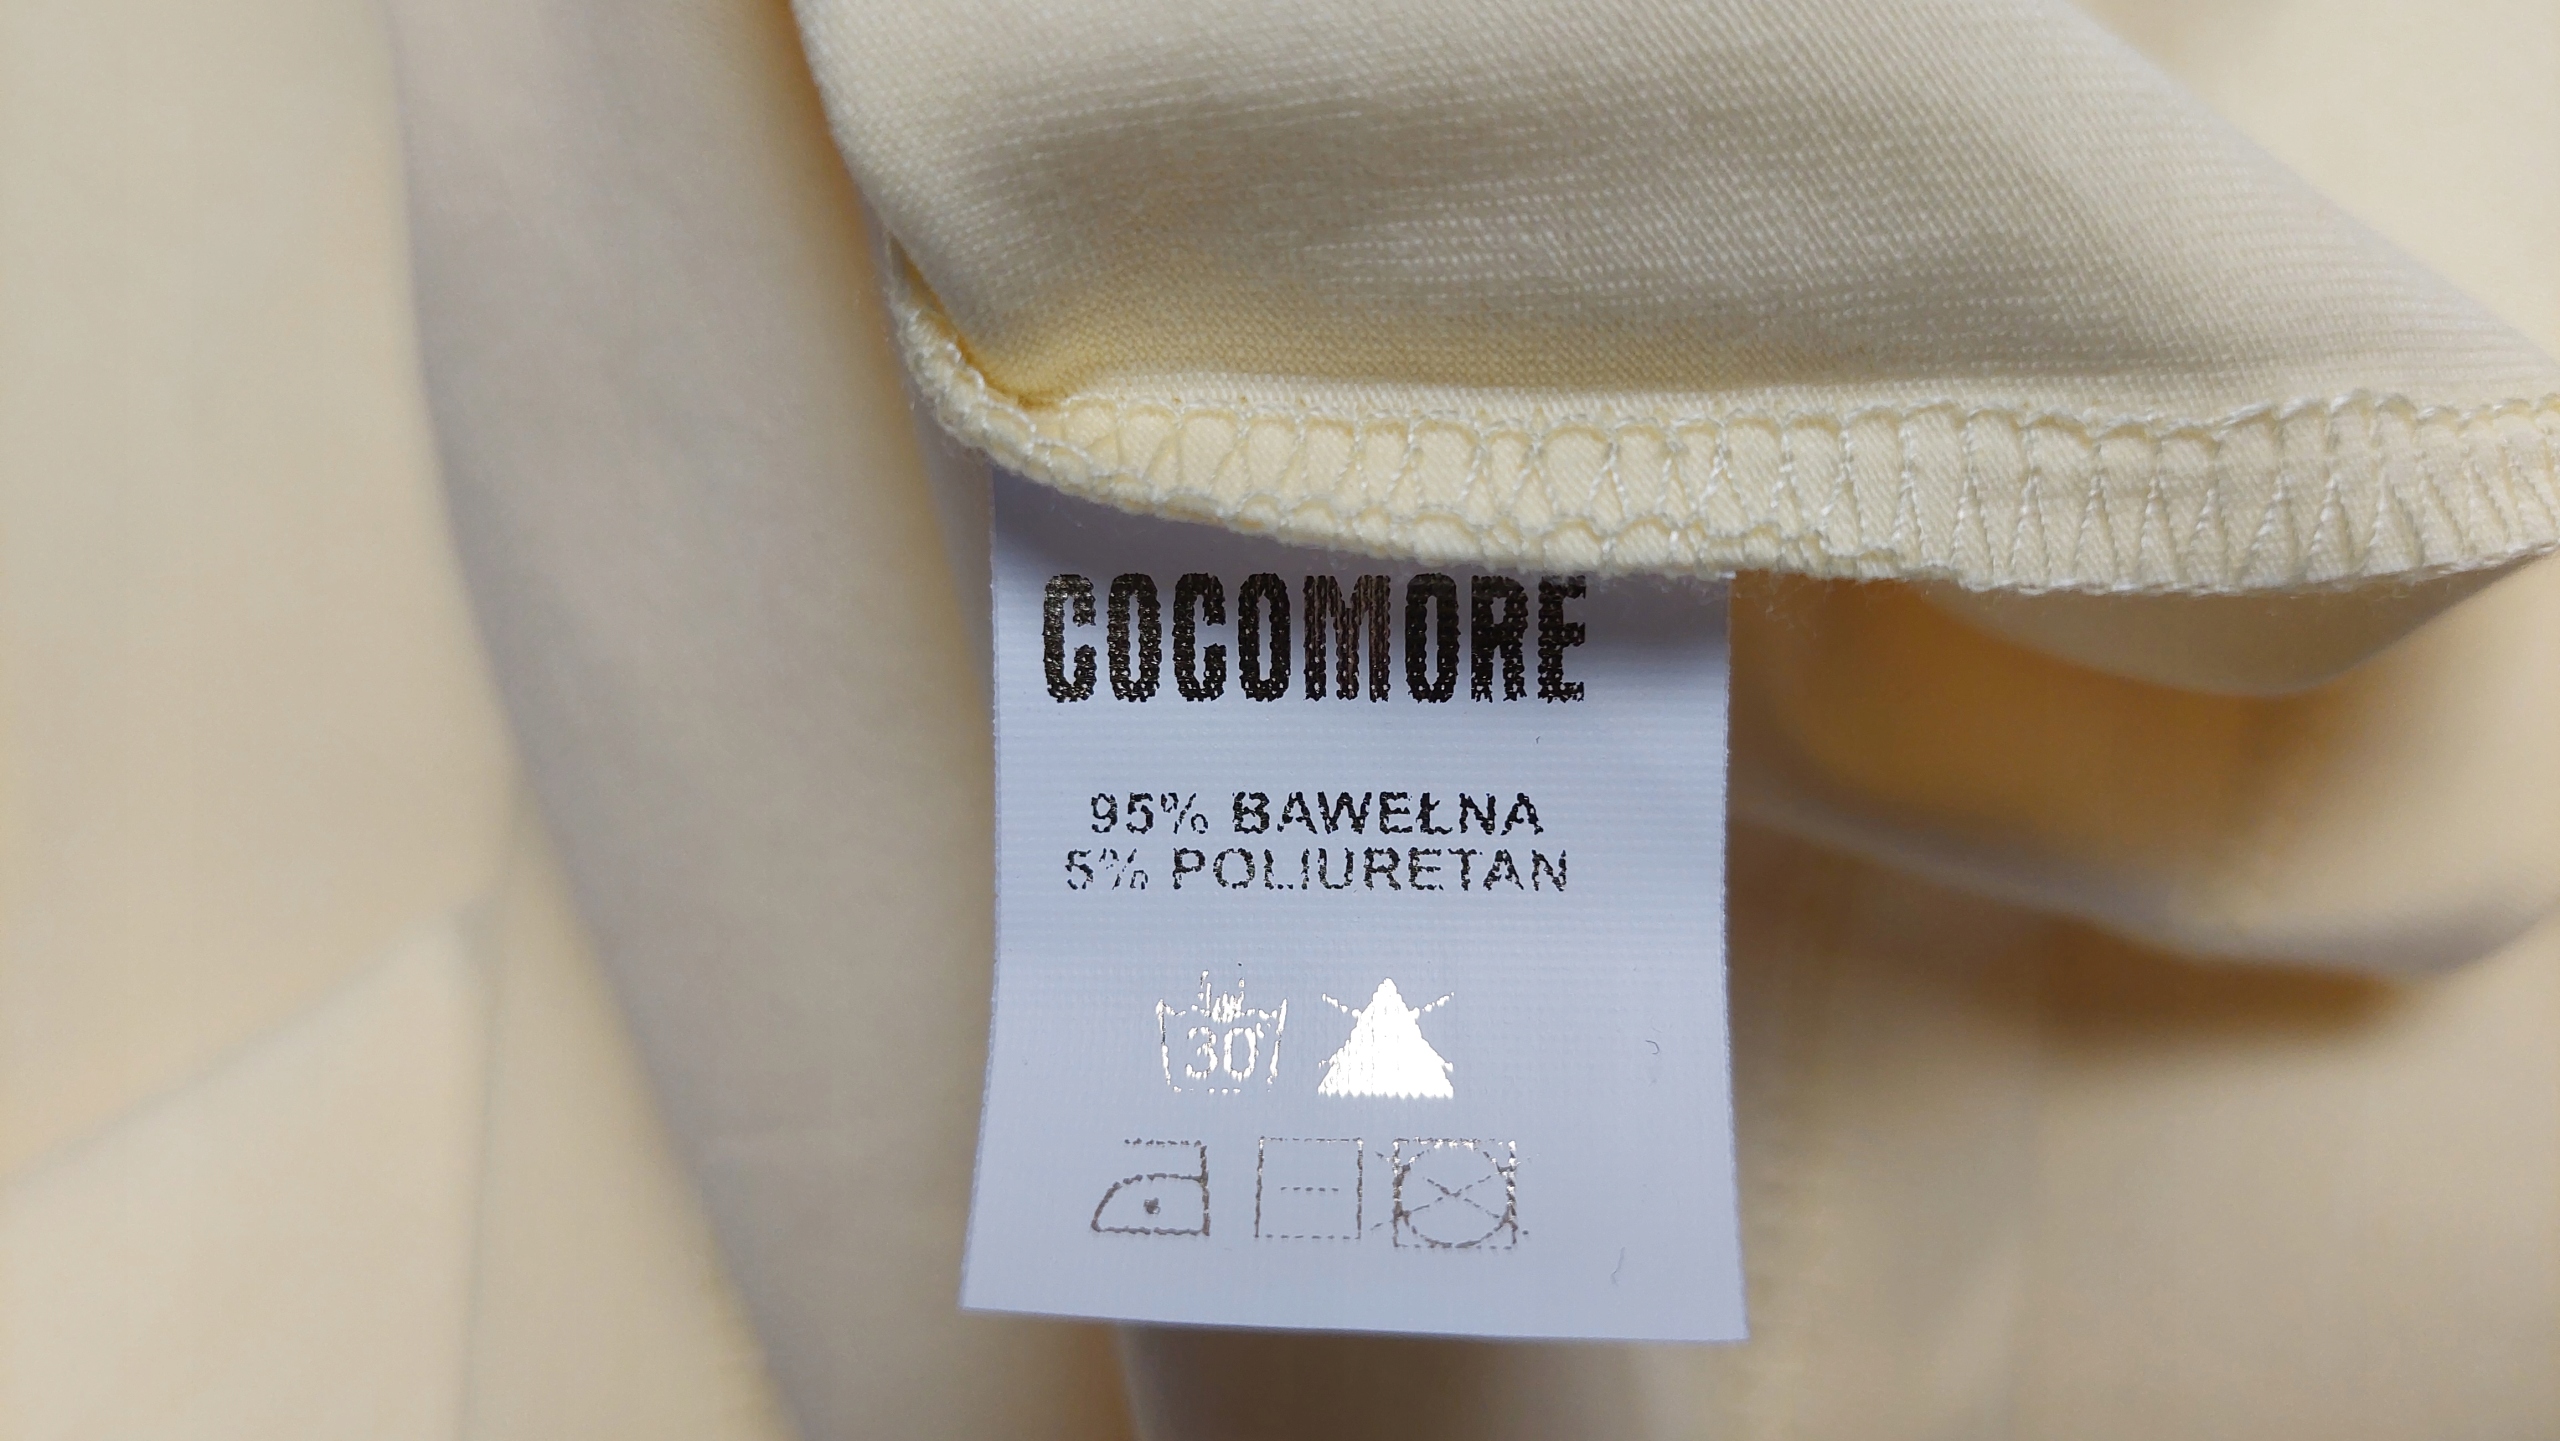 COCOMORE
95% BAWEŁNA
5% POLIURETAN
30